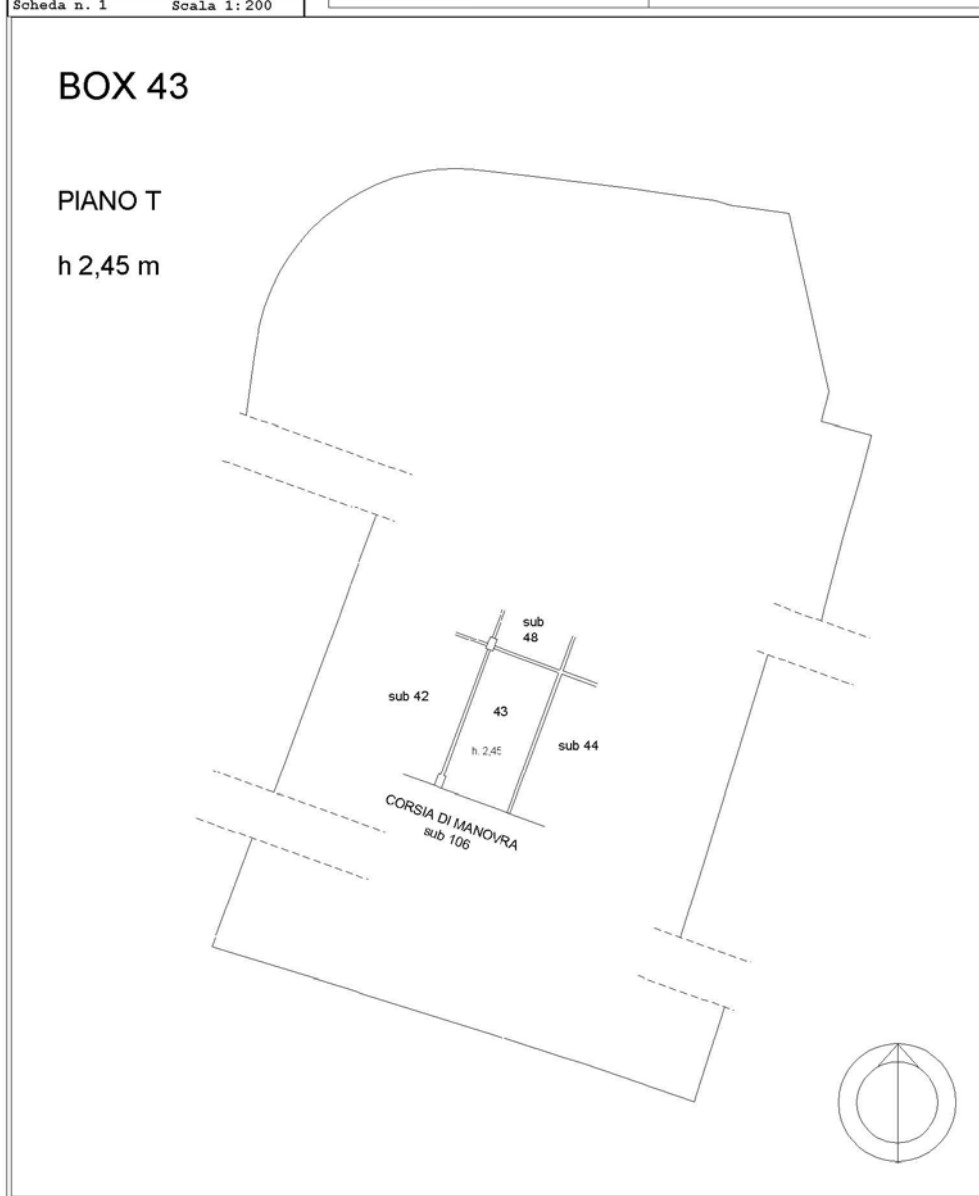 Scheda n. 1 Scala 1:200
BOX 43
PIANO T
h 2,45 m
sub
48
sub 42
43
sub 44
h. 2,45
CORSIA DI MANOVRA
sub 106